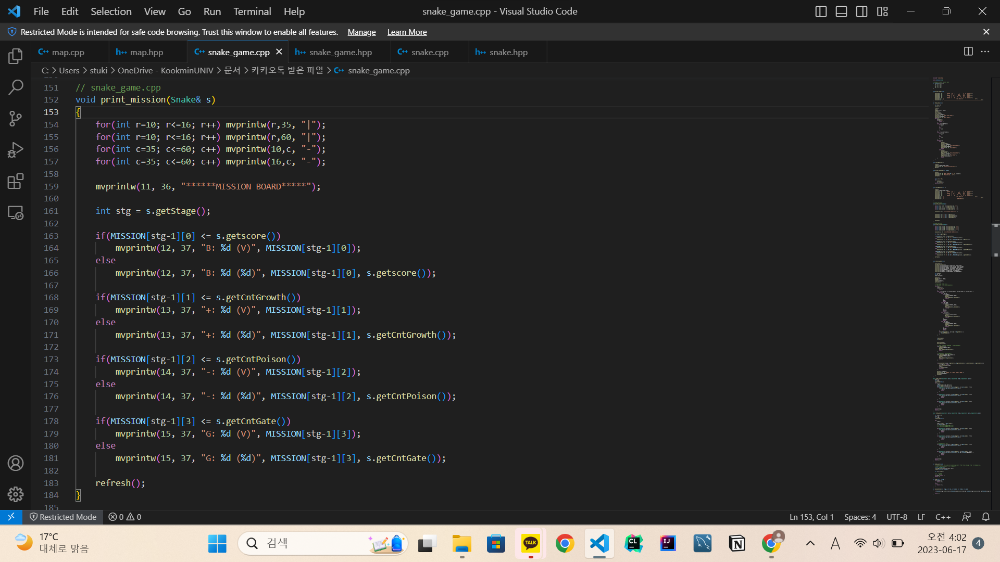 File Edit Selection View Go Run Terminal Help
snake_game.cpp - Visual Studio Code
Restricted Mode is intended for safe code browsing. Trust this window to enable all features. Manage Learn More
map.cpp map.hpp snake_game.cpp snake_game.hpp snake.cpp snake.hpp
C: > Users > stuki > OneDrive - KookminUNIV > 문서 > 카카오톡 받은 파일 > snake_game.cpp
151 // snake_game.cpp
152 void print_mission(Snake& s)
153 {
154     for(int r=10; r<=16; r++) mvprintw(r,35, "|");
155     for(int r=10; r<=16; r++) mvprintw(r,60, "|");
156     for(int c=35; c<=60; c++) mvprintw(10,c, "-");
157     for(int c=35; c<=60; c++) mvprintw(16,c, "-");
158
159     mvprintw(11, 36, "******MISSION BOARD*****");
160
161     int stg = s.getStage();
162
163     if(MISSION[stg-1][0] <= s.getscore())
164         mvprintw(12, 37, "B: %d (V)", MISSION[stg-1][0]);
165     else
166         mvprintw(12, 37, "B: %d (%d)", MISSION[stg-1][0], s.getscore());
167
168     if(MISSION[stg-1][1] <= s.getCntGrowth())
169         mvprintw(13, 37, "+: %d (V)", MISSION[stg-1][1]);
170     else
171         mvprintw(13, 37, "+: %d (%d)", MISSION[stg-1][1], s.getCntGrowth());
172
173     if(MISSION[stg-1][2] <= s.getCntPoison())
174         mvprintw(14, 37, "-: %d (V)", MISSION[stg-1][2]);
175     else
176         mvprintw(14, 37, "-: %d (%d)", MISSION[stg-1][2], s.getCntPoison());
177
178     if(MISSION[stg-1][3] <= s.getCntGate())
179         mvprintw(15, 37, "G: %d (V)", MISSION[stg-1][3]);
180     else
181         mvprintw(15, 37, "G: %d (%d)", MISSION[stg-1][3], s.getCntGate());
182
183     refresh();
184 }
185
Restricted Mode 0 0 Ln 153, Col 1 Spaces: 4 UTF-8 LF C++
17°C
대체로 맑음
검색
TALK
CL
IJ
A
오전 4:02
2023-06-17
4